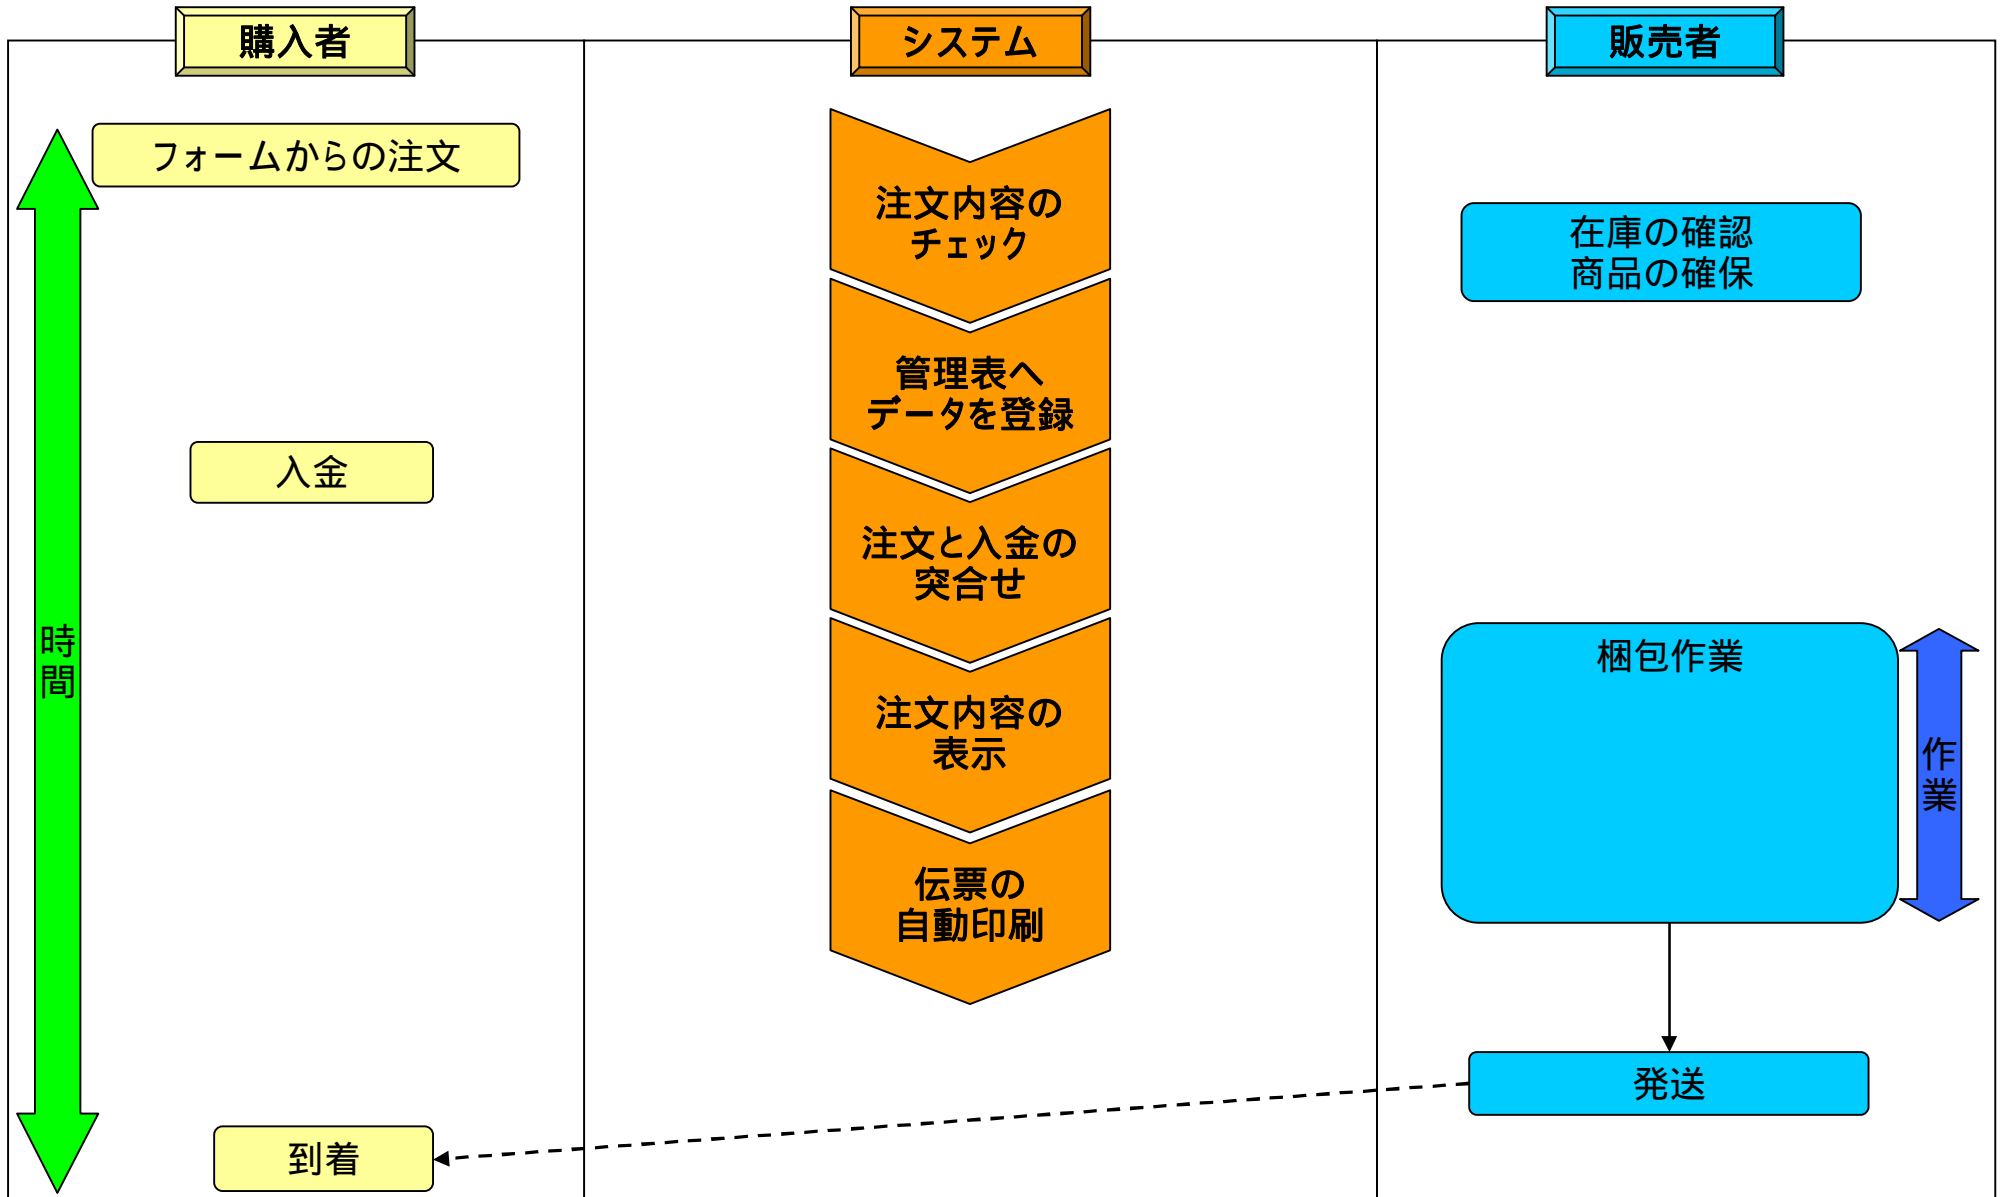 購入者
システム
販売者
フォームからの注文
注文内容の
チェック
在庫の確認
商品の確保
管理表へ
データを登録
入金
注文と入金の
突合せ
時
間
梱包作業
注文内容の
表示
作
業
伝票の
自動印刷
発送
到着